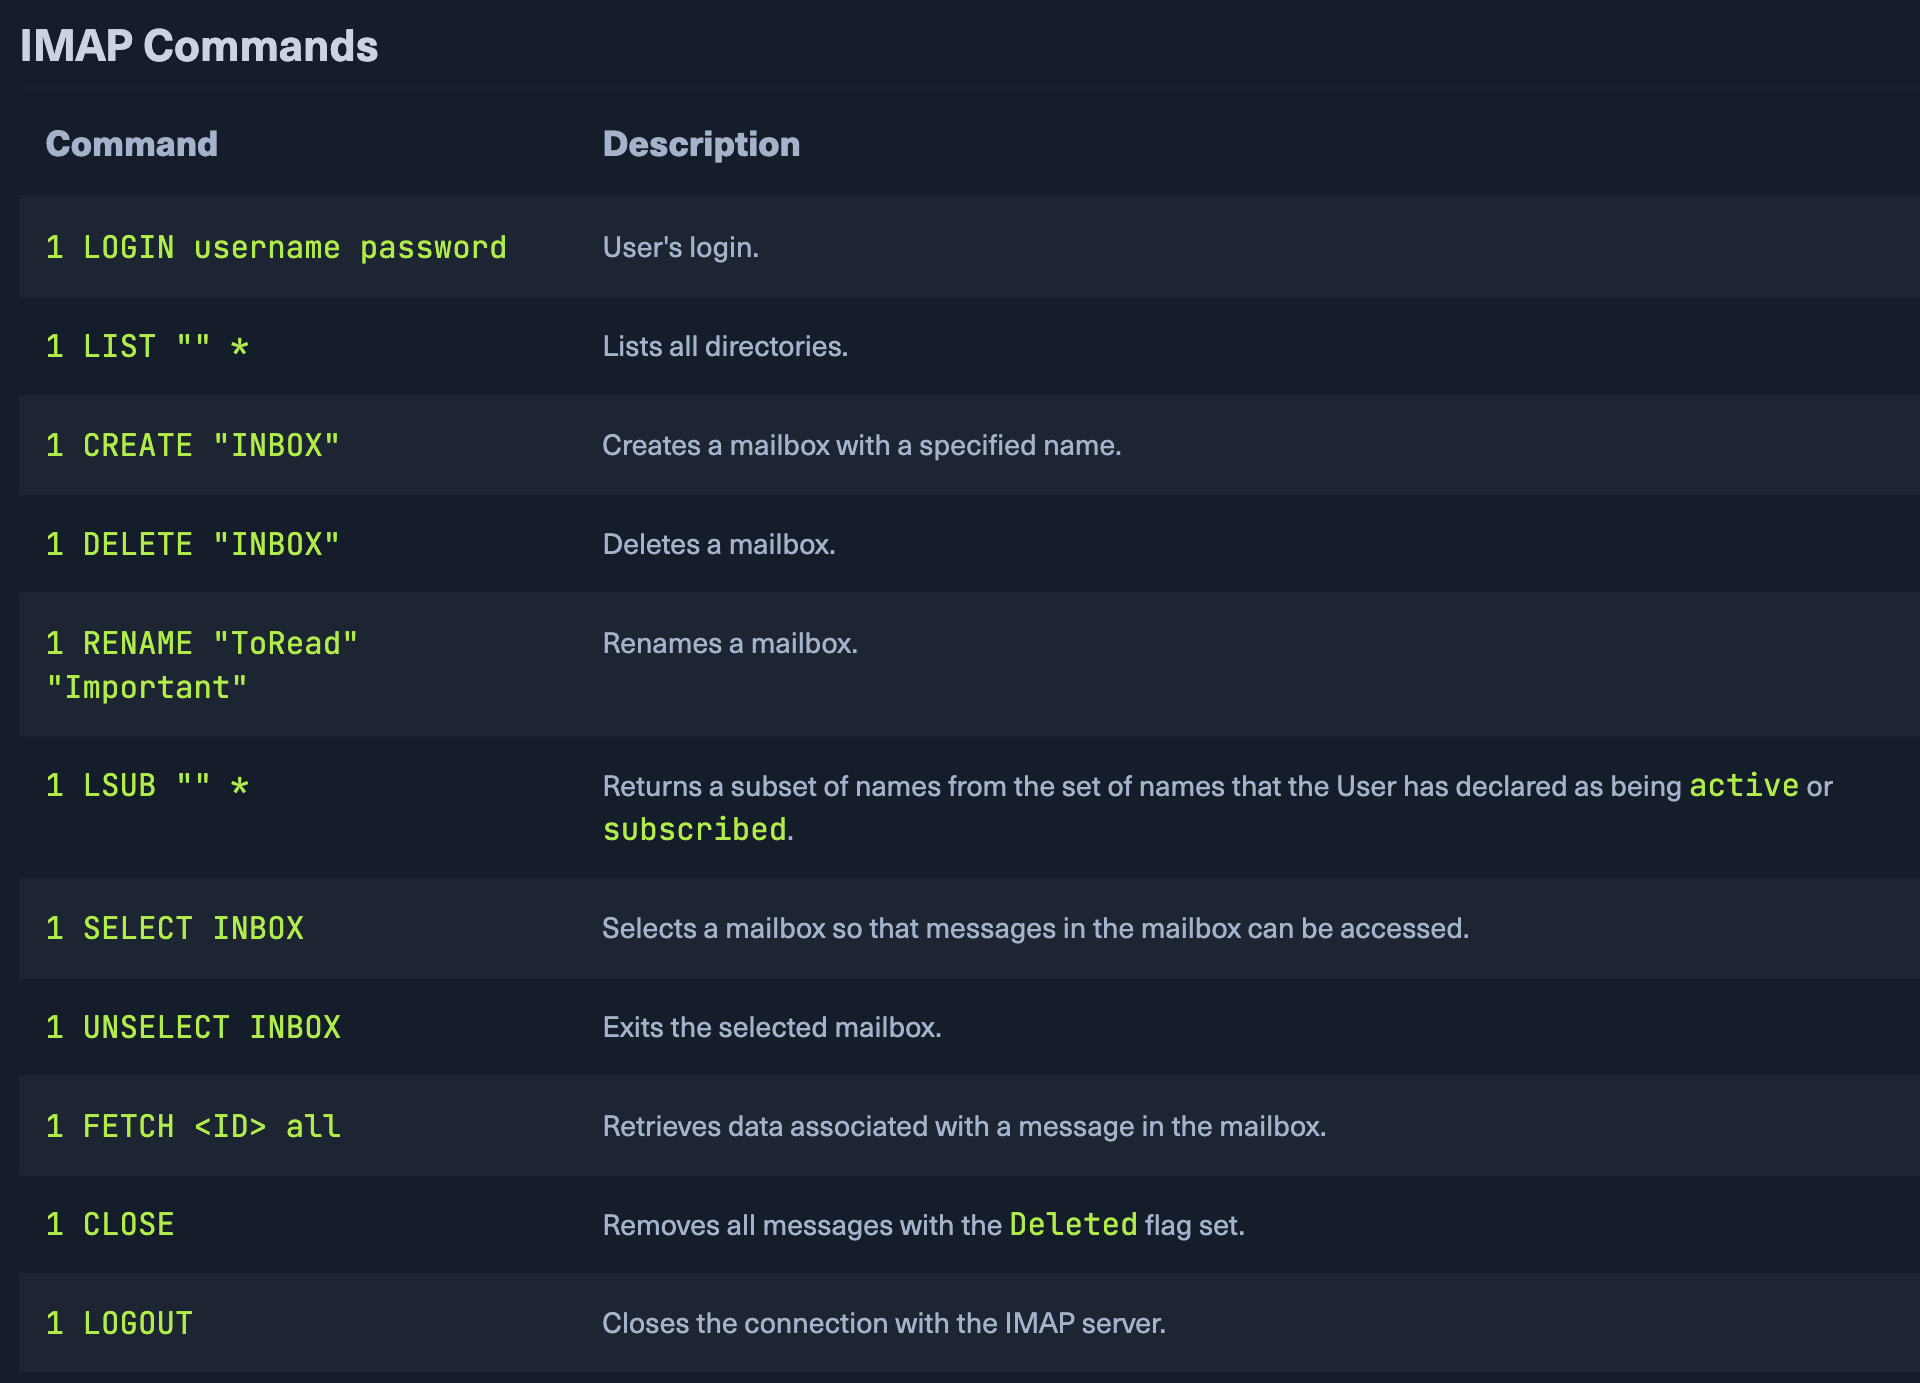 IMAP Commands
Command Description
1 LOGIN username password User's login.
1 LIST "" * Lists all directories.
1 CREATE "INBOX" Creates a mailbox with a specified name.
1 DELETE "INBOX" Deletes a mailbox.
1 RENAME "ToRead" Renames a mailbox.
"Important"
1 LSUB "" * Returns a subset of names from the set of names that the User has declared as being active or
subscribed.
1 SELECT INBOX Selects a mailbox so that messages in the mailbox can be accessed.
1 UNSELECT INBOX Exits the selected mailbox.
1 FETCH <ID> all Retrieves data associated with a message in the mailbox.
1 CLOSE Removes all messages with the Deleted flag set.
1 LOGOUT Closes the connection with the IMAP server.